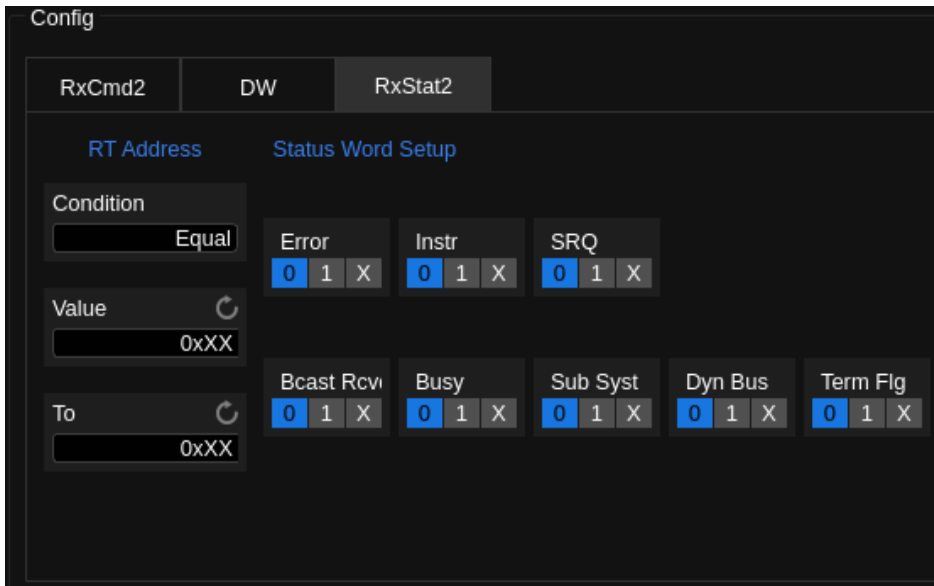 Config
RxCmd2 DW RxStat2
RT Address Status Word Setup
Condition
Equal
Error Instr SRQ
0 1 X 0 1 X 0 1 X
Value
0xXX
Bcast Rcv
Busy Sub Syst Dyn Bus Term Flg
0 1 X 0 1 X 0 1 X 0 1 X 0 1 X
To
0xXX